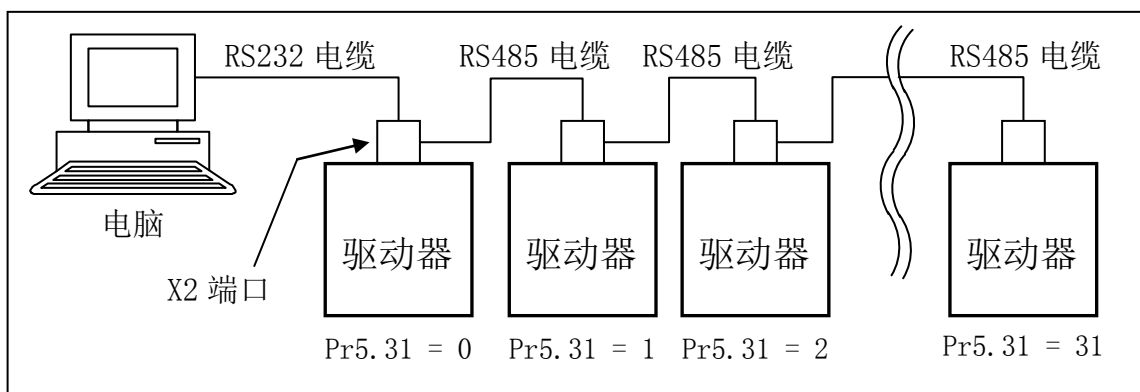 RS232 电缆
RS485 电缆
RS485 电缆
RS485 电缆
电脑
X2 端口
驱动器
驱动器
驱动器
驱动器
Pr5.31 = 0
Pr5.31 = 1
Pr5.31 = 2
Pr5.31 = 31